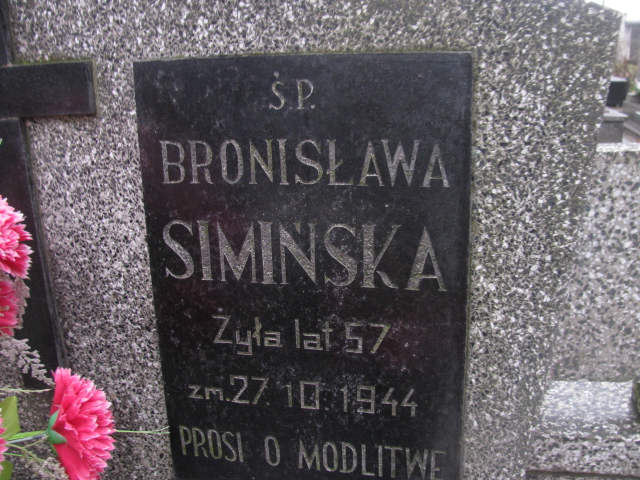 Ś.P.
BRONISŁAWA
SIMIŃSKA
Żyła lat 57
zm. 27.10.1944
PROSI O MODLITWĘ